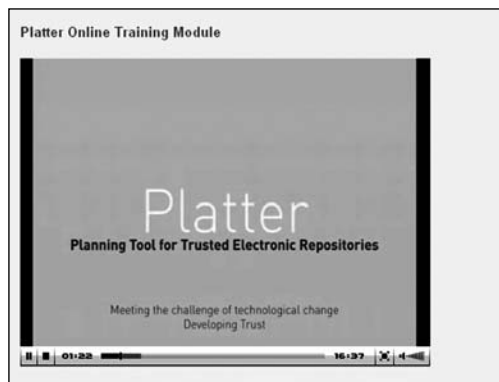 Platter Online Training Module
Platter
Planning Tool for Trusted Electronic Repositories
Meeting the challenge of technological change
Developing Trust
01:22 16:37